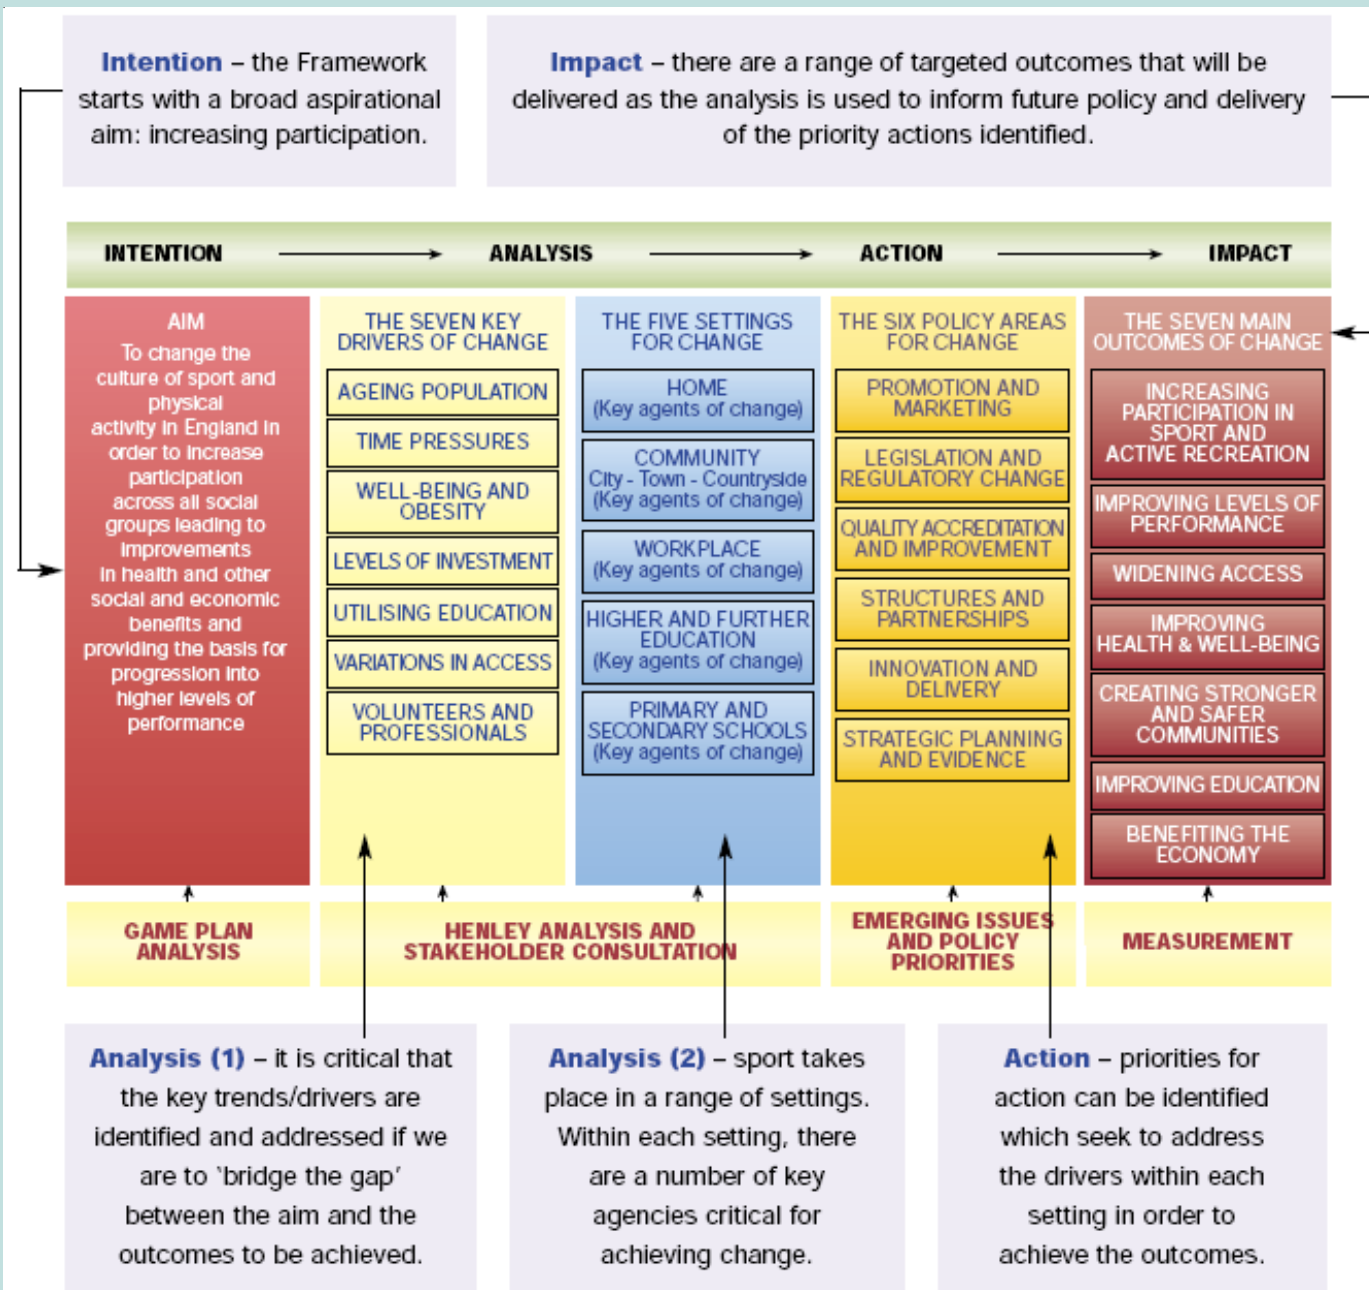 Intention – the Framework
starts with a broad aspirational
aim: increasing participation.
Impact – there are a range of targeted outcomes that will be
delivered as the analysis is used to inform future policy and delivery
of the priority actions identified.
INTENTION ANALYSIS ACTION IMPACT
AIM
To change the
culture of sport and
physical
activity in England in
order to increase
participation
across all social
groups leading to
improvements
in health and other
social and economic
benefits and
providing the basis for
progression into
higher levels of
performance
THE SEVEN KEY
DRIVERS OF CHANGE
AGEING POPULATION
TIME PRESSURES
WELL-BEING AND
OBESITY
LEVELS OF INVESTMENT
UTILISING EDUCATION
VARIATIONS IN ACCESS
VOLUNTEERS AND
PROFESSIONALS
THE FIVE SETTINGS
FOR CHANGE
HOME
(Key agents of change)
COMMUNITY
City - Town - Countryside
(Key agents of change)
WORKPLACE
(Key agents of change)
HIGHER AND FURTHER
EDUCATION
(Key agents of change)
PRIMARY AND
SECONDARY SCHOOLS
(Key agents of change)
THE SIX POLICY AREAS
FOR CHANGE
PROMOTION AND
MARKETING
LEGISLATION AND
REGULATORY CHANGE
QUALITY ACCREDITATION
AND IMPROVEMENT
STRUCTURES AND
PARTNERSHIPS
INNOVATION AND
DELIVERY
STRATEGIC PLANNING
AND EVIDENCE
THE SEVEN MAIN
OUTCOMES OF CHANGE
INCREASING
PARTICIPATION IN
SPORT AND
ACTIVE RECREATION
IMPROVING LEVELS OF
PERFORMANCE
WIDENING ACCESS
IMPROVING
HEALTH & WELL-BEING
CREATING STRONGER
AND SAFER
COMMUNITIES
IMPROVING EDUCATION
BENEFITING THE
ECONOMY
GAME PLAN
ANALYSIS
HENLEY ANALYSIS AND
STAKEHOLDER CONSULTATION
EMERGING ISSUES
AND POLICY
PRIORITIES
MEASUREMENT
Analysis (1) – it is critical that
the key trends/drivers are
identified and addressed if we
are to ‘bridge the gap’
between the aim and the
outcomes to be achieved.
Analysis (2) – sport takes
place in a range of settings.
Within each setting, there
are a number of key
agencies critical for
achieving change.
Action – priorities for
action can be identified
which seek to address
the drivers within each
setting in order to
achieve the outcomes.